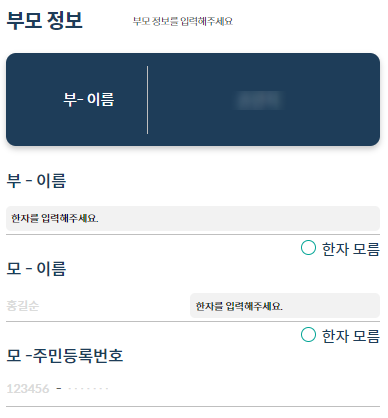 부모 정보 부모 정보를 입력해주세요
부- 이름
부 - 이름
한자를 입력해주세요.
한자 모름
모 - 이름
홍길순 한자를 입력해주세요.
한자 모름
모 -주민등록번호
123456 - ·······